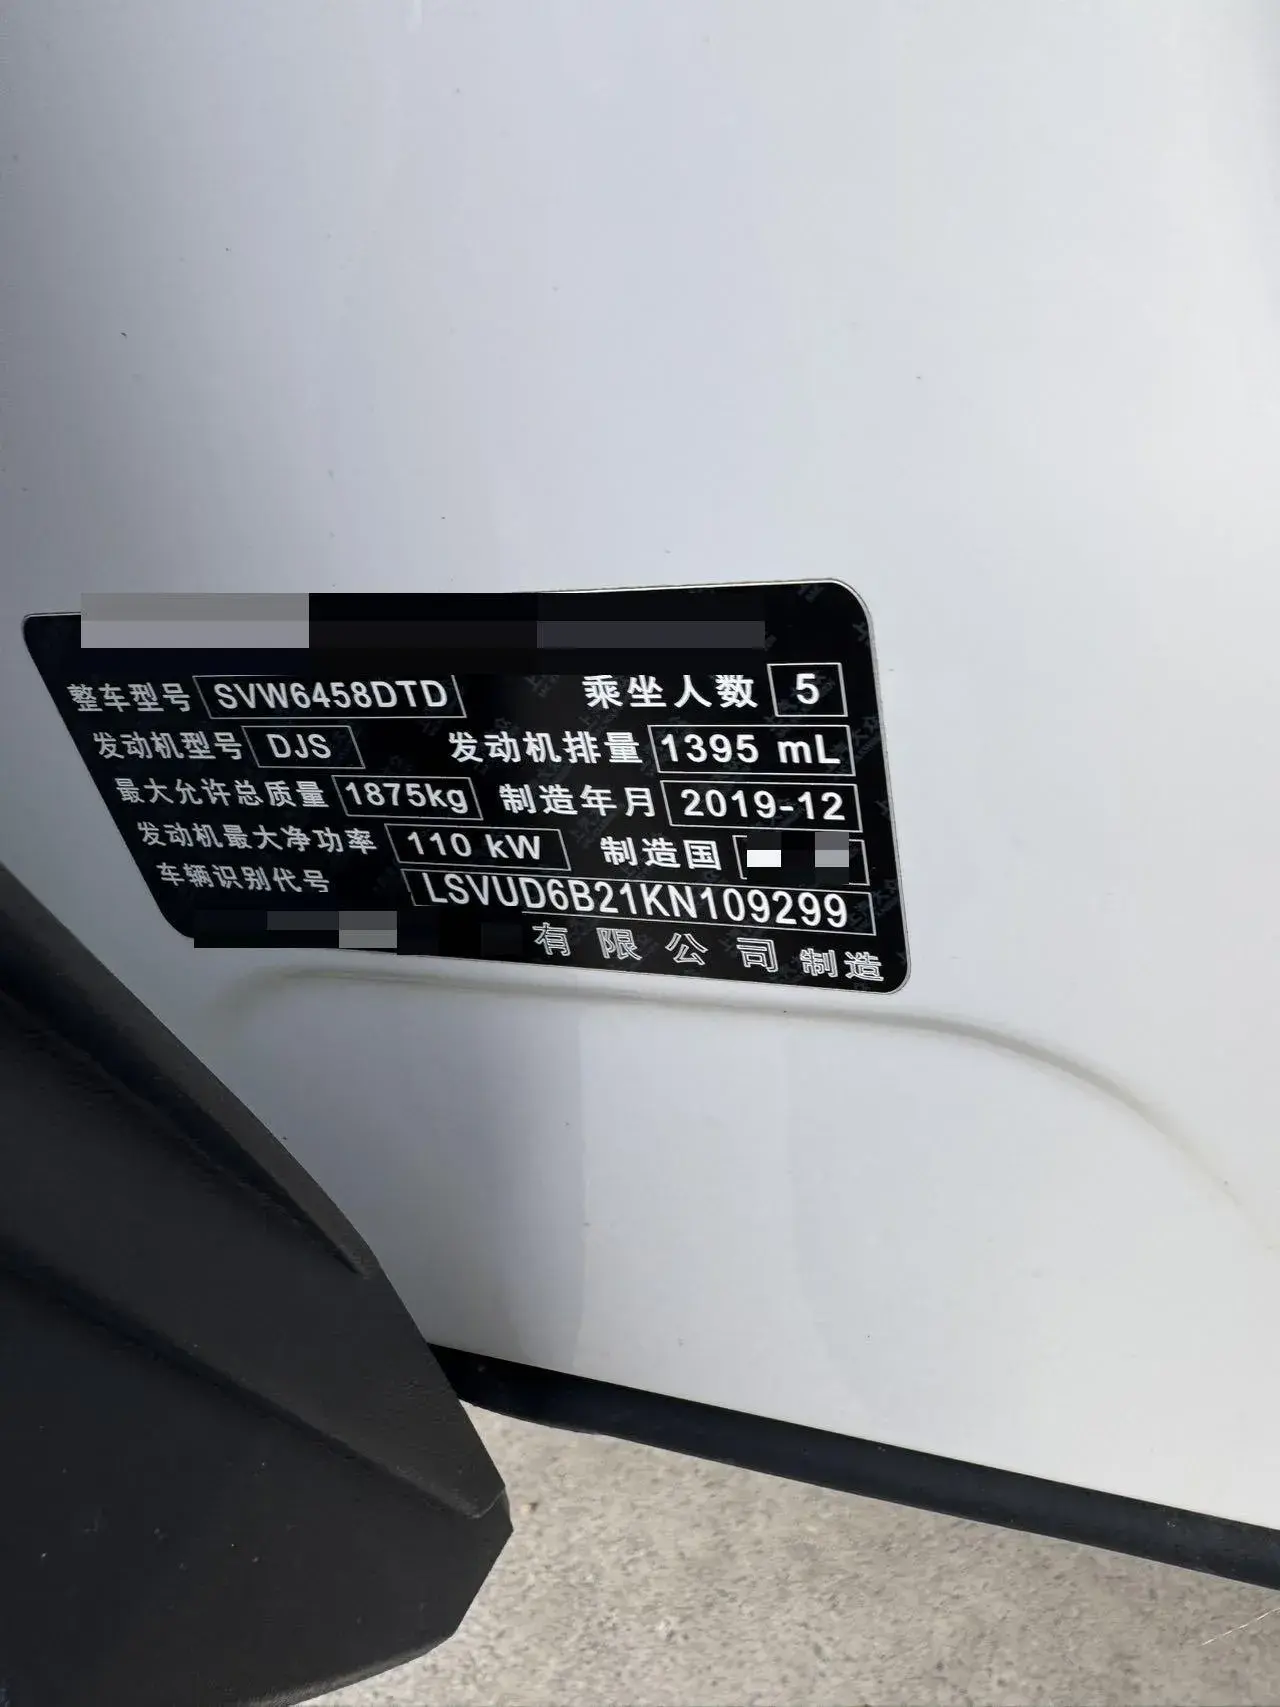 整车型号 SVW6458DTD 乘坐人数 5
发动机型号 DJS 发动机排量 1395 mL
最大允许总质量 1875kg 制造年月 2019-12
发动机最大净功率 110 kW 制造国
车辆识别代号 LSVUD6B21KN109299
有限公司制造